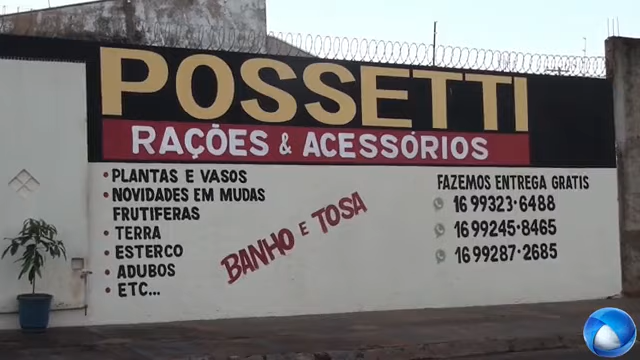 POSSETTI
RAÇÕES & ACESSÓRIOS
• PLANTAS E VASOS
• NOVIDADES EM MUDAS
FRUTIFERAS
• TERRA
• ESTERCO
• ADUBOS
• ETC...
BANHO E TOSA
FAZEMOS ENTREGA GRATIS
16 99323·6488
16 99245·8465
16 99287·2685